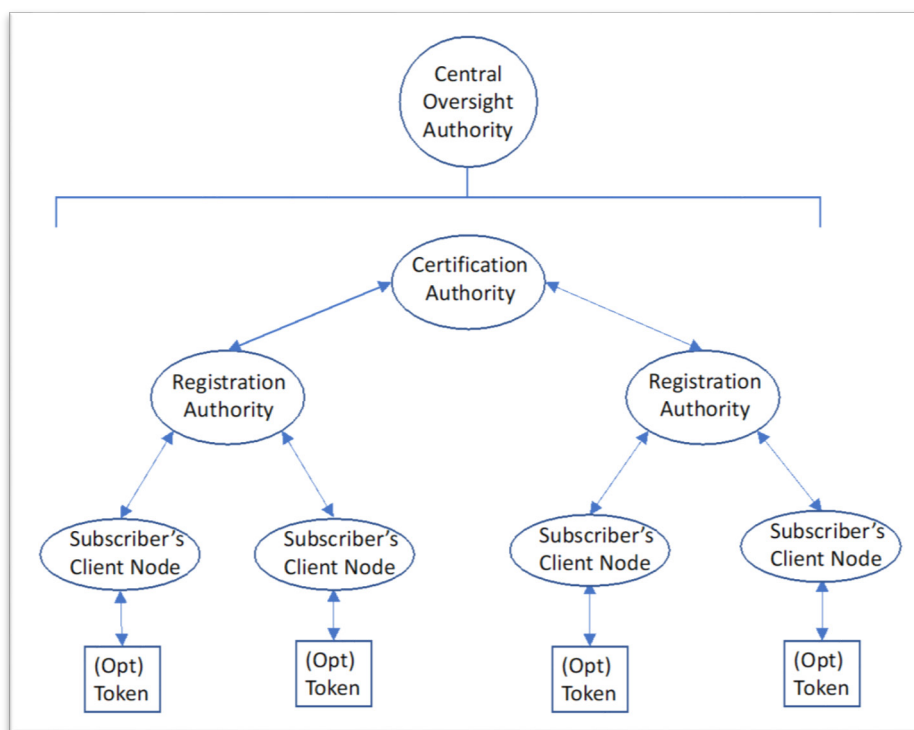 Central
Oversight
Authority
Certification
Authority
Registration
Authority
Registration
Authority
Subscriber’s
Client Node
Subscriber’s
Client Node
Subscriber’s
Client Node
Subscriber’s
Client Node
(Opt)
Token
(Opt)
Token
(Opt)
Token
(Opt)
Token